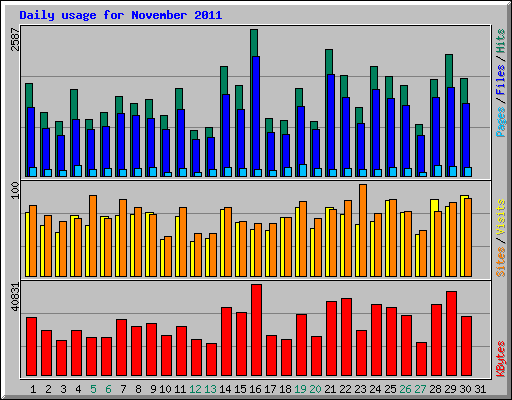 Daily usage for November 2011
2587
Pages / Files / Hits
100
Sites / Visits
40831
KBytes
1 2 3 4 5 6 7 8 9 10 11 12 13 14 15 16 17 18 19 20 21 22 23 24 25 26 27 28 29 30 31